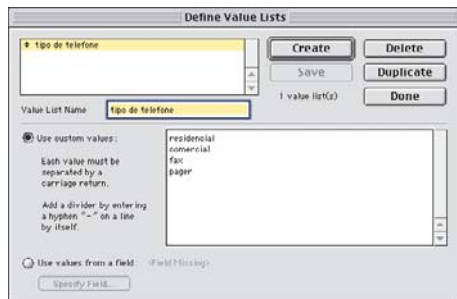 Define Value Lists
tipo de telefone
Create
Delete
Save
Duplicate
1 value list(s)
Done
Value List Name
tipo de telefone
Use custom values:
Each value must be
separated by a
carriage return.
Add a divider by entering
a hyphen "-" on a line
by itself.
residencial
comercial
fax
pager
Use values from a field:
<Field Missing>
Specify Field...